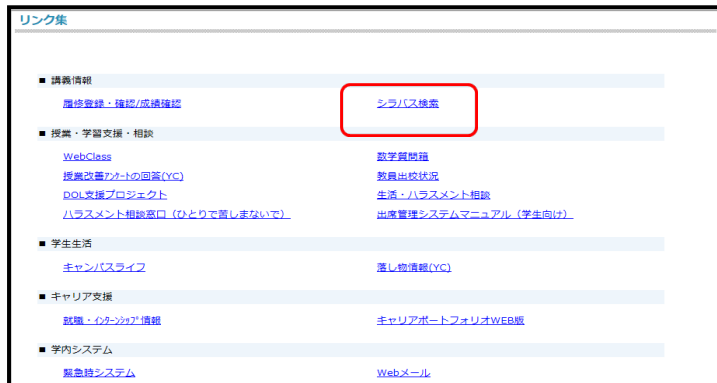 リンク集
■ 講義情報
履修登録・確認/成績確認 シラバス検索
■ 授業・学習支援・相談
WebClass 数学質問箱
授業改善ｱﾝｹｰﾄの回答(YC) 教員出校状況
DOL支援プロジェクト 生活・ハラスメント相談
ハラスメント相談窓口（ひとりで苦しまないで） 出席管理システムマニュアル（学生向け）
■ 学生生活
キャンパスライフ 落し物情報(YC)
■ キャリア支援
就職・ｲﾝﾀｰﾝｼｯﾌﾟ情報 キャリアポートフォリオWEB版
■ 学内システム
緊急時システム Webメール